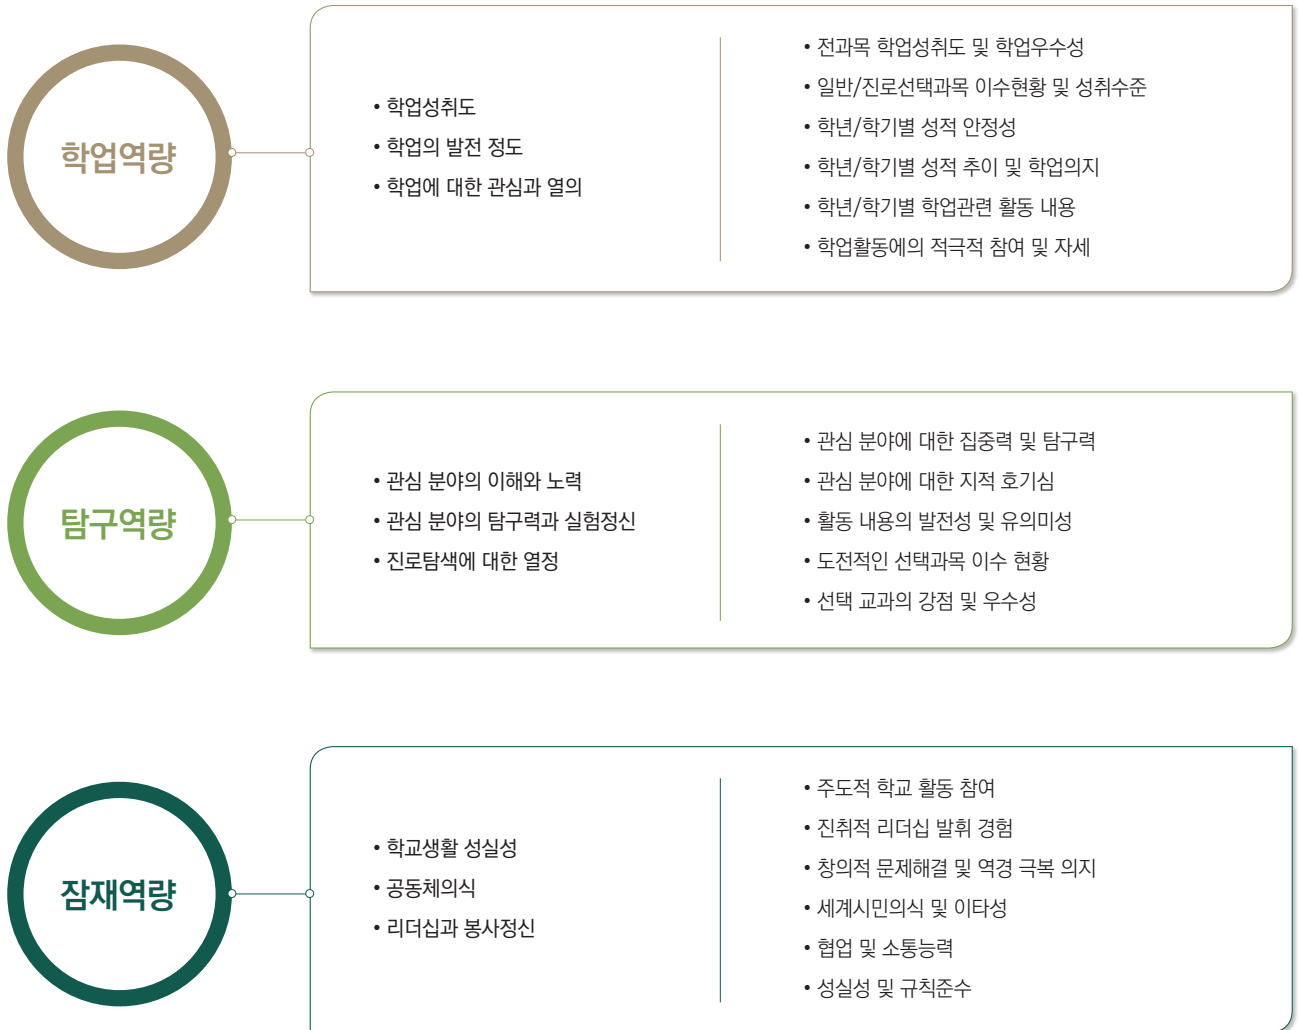 학업역량
• 학업성취도
• 학업의 발전 정도
• 학업에 대한 관심과 열의
• 전과목 학업성취도 및 학업우수성
• 일반/진로선택과목 이수현황 및 성취수준
• 학년/학기별 성적 안정성
• 학년/학기별 성적 추이 및 학업의지
• 학년/학기별 학업관련 활동 내용
• 학업활동에의 적극적 참여 및 자세
탐구역량
• 관심 분야의 이해와 노력
• 관심 분야의 탐구력과 실험정신
• 진로탐색에 대한 열정
• 관심 분야에 대한 집중력 및 탐구력
• 관심 분야에 대한 지적 호기심
• 활동 내용의 발전성 및 유의미성
• 도전적인 선택과목 이수 현황
• 선택 교과의 강점 및 우수성
잠재역량
• 학교생활 성실성
• 공동체의식
• 리더십과 봉사정신
• 주도적 학교 활동 참여
• 진취적 리더십 발휘 경험
• 창의적 문제해결 및 역경 극복 의지
• 세계시민의식 및 이타성
• 협업 및 소통능력
• 성실성 및 규칙준수